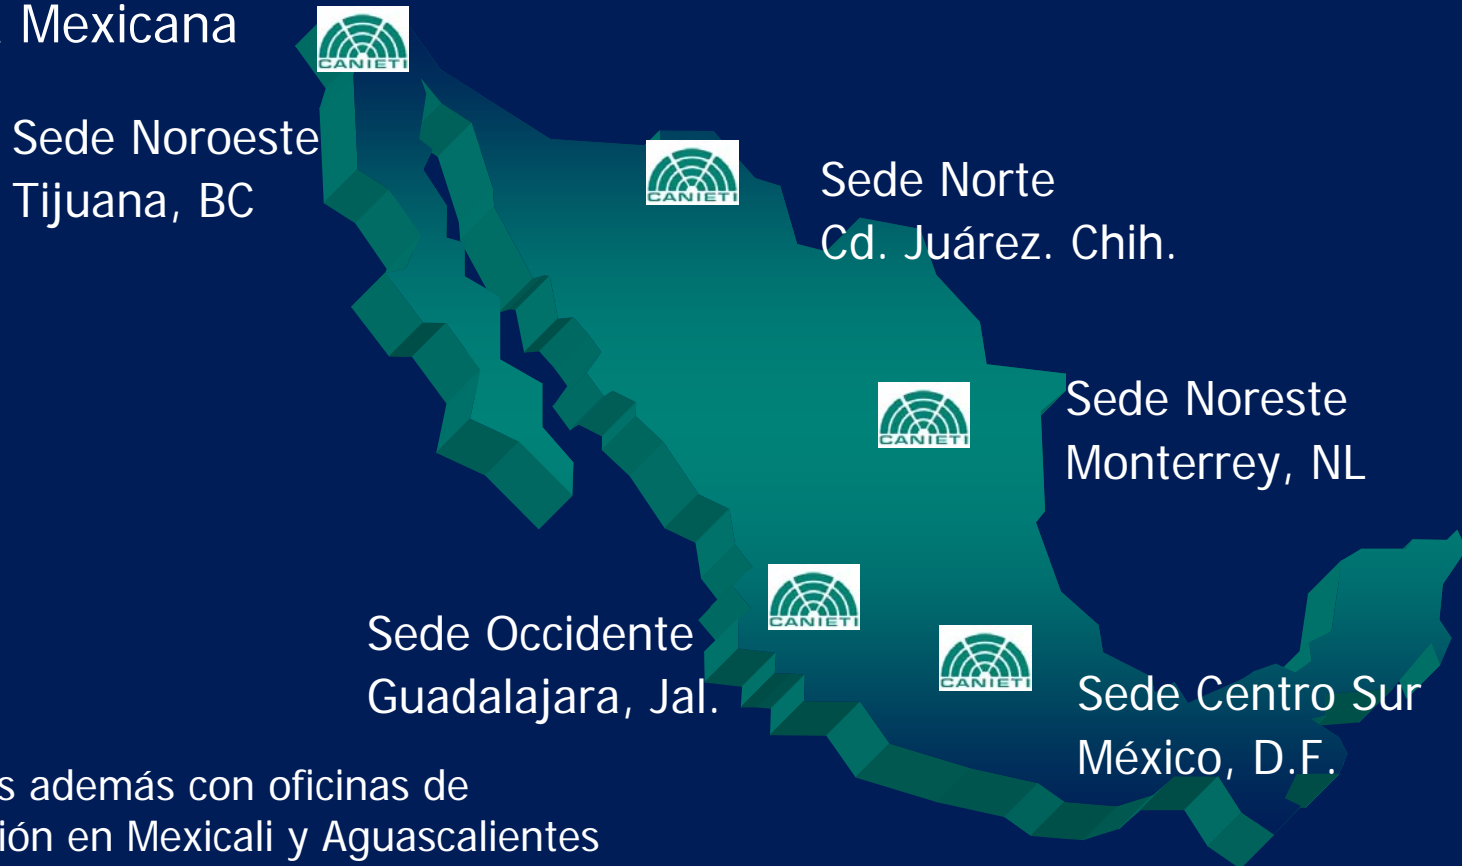 Mexicana
CANIETI
Sede Noroeste
Tijuana, BC
CANIETI
Sede Norte
Cd. Juárez. Chih.
CANIETI
Sede Noreste
Monterrey, NL
CANIETI
Sede Occidente
Guadalajara, Jal.
CANIETI
Sede Centro Sur
México, D.F.
s además con oficinas de
ión en Mexicali y Aguascalientes